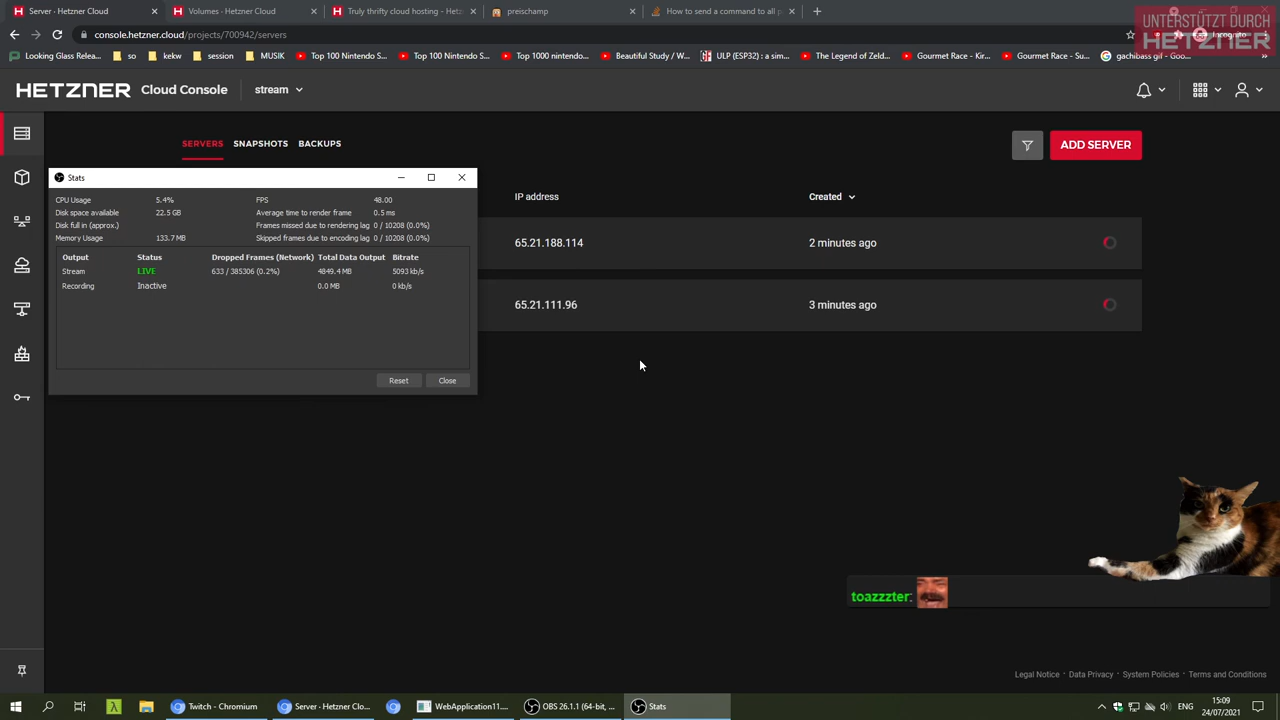 Server · Hetzner Cloud
Volumes · Hetzner Cloud
Truly thrifty cloud hosting - Hetz
preischamp
How to send a command to all p
UNTERSTÜTZT DURCH
HETZNER
console.hetzner.cloud/projects/700942/servers
Incognito
Looking Glass Relea...
so
kekw
session
MUSIK
Top 100 Nintendo S...
Top 100 Nintendo S...
Top 1000 nintendo...
Beautiful Study / W...
ULP (ESP32) : a sim...
The Legend of Zeld...
Gourmet Race - Kir...
Gourmet Race - Su...
gachibass gif - Goo...
HETZNER Cloud Console
stream
SERVERS SNAPSHOTS BACKUPS
ADD SERVER
IP address
Created
65.21.188.114
2 minutes ago
65.21.111.96
3 minutes ago
Stats
CPU Usage 5.4% FPS 48.00
Disk space available 22.5 GB Average time to render frame 0.5 ms
Disk full in (approx.) Frames missed due to rendering lag 0 / 10208 (0.0%)
Memory Usage 133.7 MB Skipped frames due to encoding lag 0 / 10208 (0.0%)
Output Status Dropped Frames (Network) Total Data Output Bitrate
Stream LIVE 633 / 385306 (0.2%) 4849.4 MB 5093 kb/s
Recording Inactive 0.0 MB 0 kb/s
Reset Close
toazzzter:
Legal Notice · Data Privacy · System Policies · Terms and Conditions
Twitch - Chromium
Server · Hetzner Clo...
WebApplication11...
OBS 26.1.1 (64-bit, ...
Stats
15:09
24/07/2021